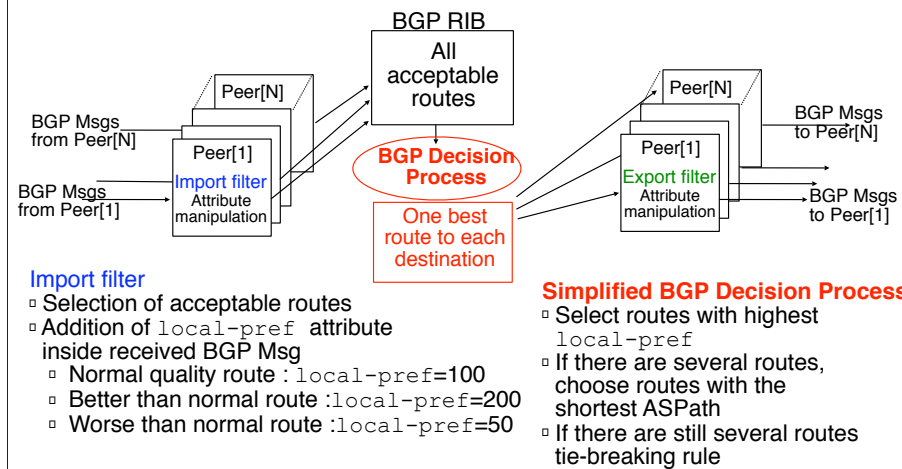 BGP RIB
All
acceptable
routes
Peer[N]
BGP Msgs
from Peer[N]
Peer[1]
Import filter
Attribute
manipulation
BGP Msgs
from Peer[1]
BGP Decision
Process
One best
route to each
destination
Peer[N]
BGP Msgs
to Peer[N]
Peer[1]
Export filter
Attribute
manipulation
BGP Msgs
to Peer[1]
Import filter
Selection of acceptable routes
Addition of local-pref attribute
inside received BGP Msg
Normal quality route : local-pref=100
Better than normal route :local-pref=200
Worse than normal route :local-pref=50
Simplified BGP Decision Process
Select routes with highest
local-pref
If there are several routes,
choose routes with the
shortest ASPath
If there are still several routes
tie-breaking rule